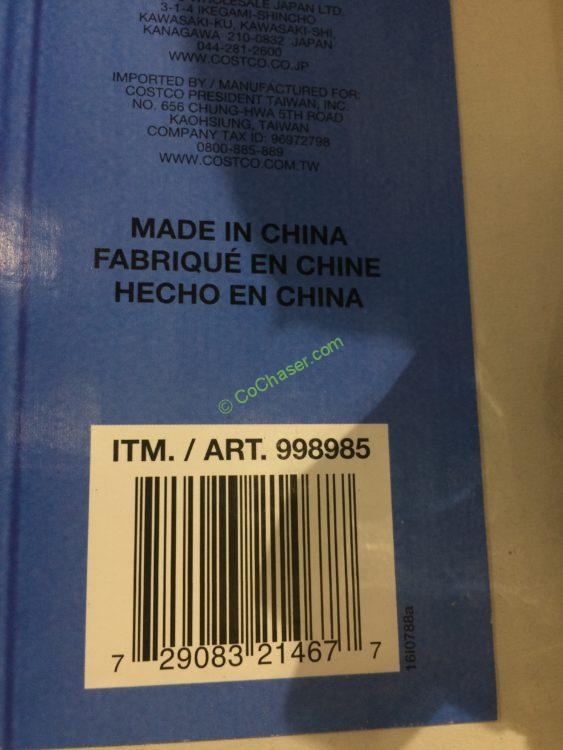 WHOLESALE JAPAN LTD.
3-1-4 IKEGAMI-SHINCHO
KAWASAKI-KU, KAWASAKI-SHI,
KANAGAWA 210-0832 JAPAN
044-281-2600
WWW.COSTCO.CO.JP
IMPORTED BY / MANUFACTURED FOR:
COSTCO PRESIDENT TAIWAN, INC.
NO. 656 CHUNG-HWA 5TH ROAD
KAOHSIUNG, TAIWAN
COMPANY TAX ID: 96972798
0800-885-889
WWW.COSTCO.COM.TW
MADE IN CHINA
FABRIQUÉ EN CHINE
HECHO EN CHINA
© CoChaser.com
ITM. / ART. 998985
7 29083 21467 7
16I0788a